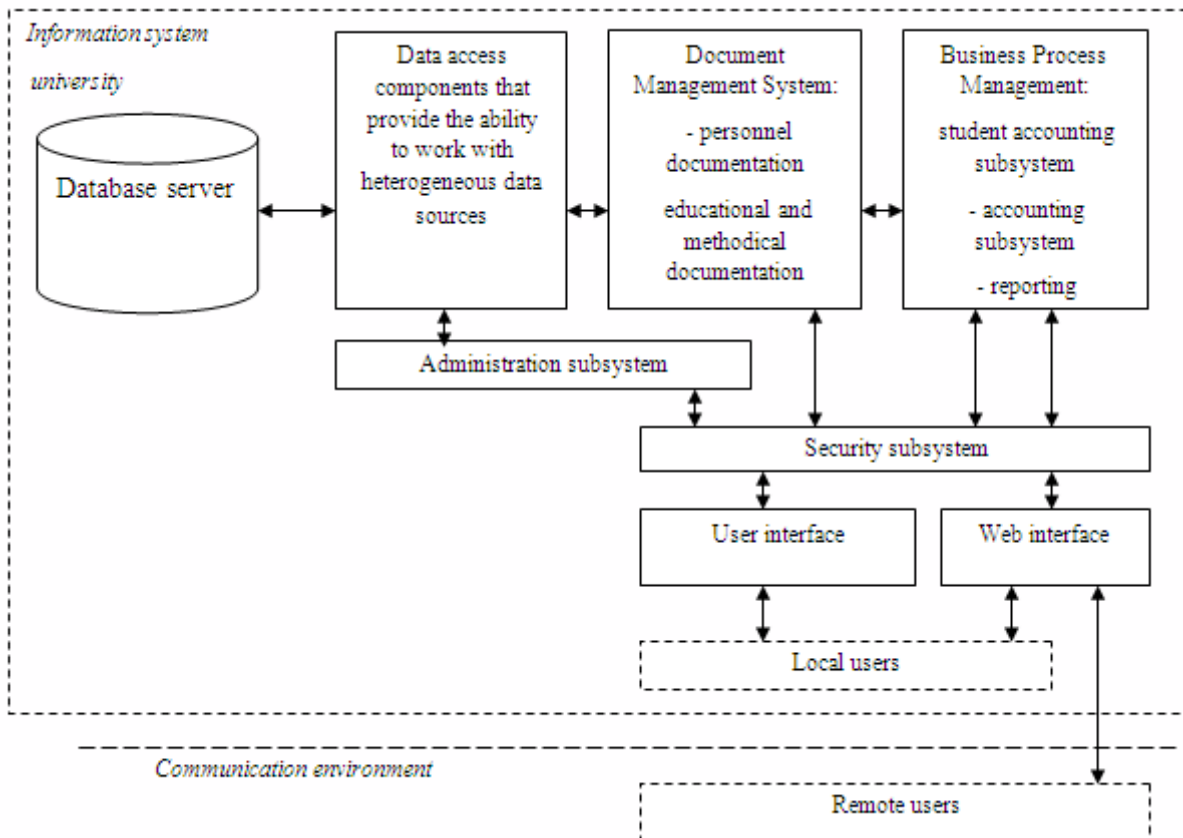 Information system
university
Database server
Data access
components that
provide the ability
to work with
heterogeneous data
sources
Document
Management System:
- personnel
documentation
educational and
methodical
documentation
Business Process
Management:
student accounting
subsystem
- accounting
subsystem
- reporting
Administration subsystem
Security subsystem
User interface
Web interface
Local users
Communication environment
Remote users